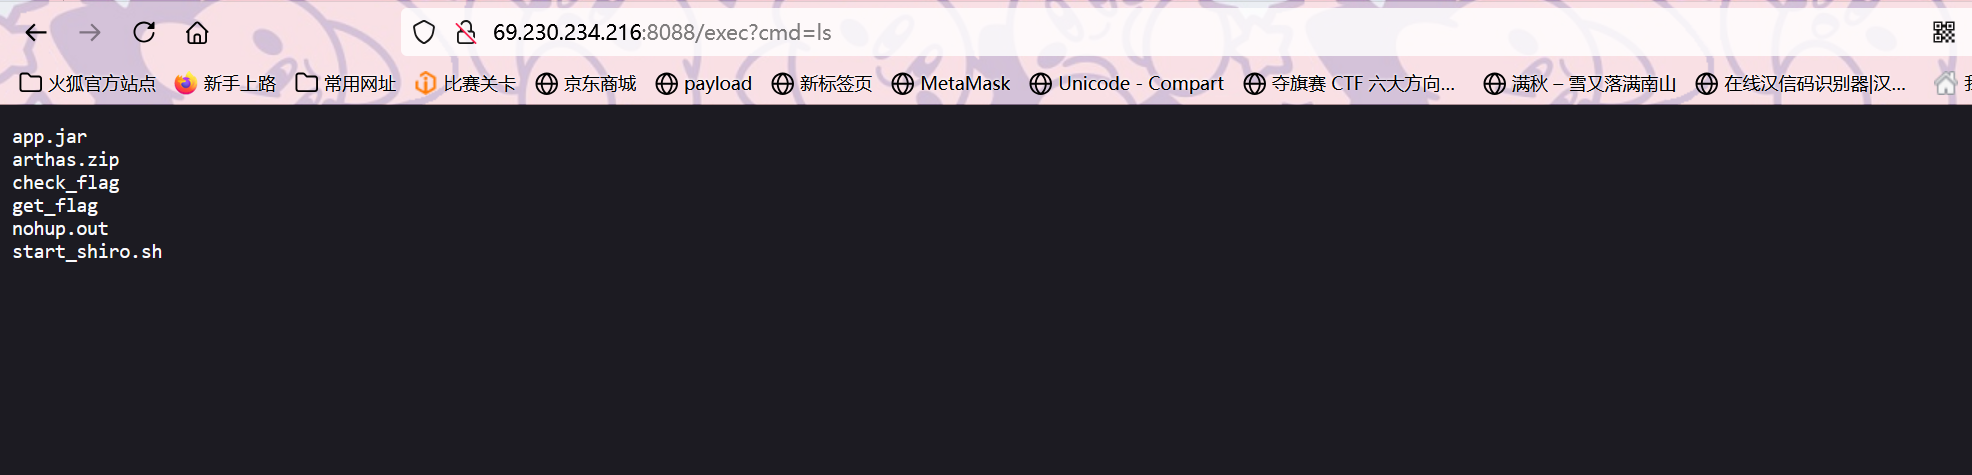 69.230.234.216:8088/exec?cmd=ls
火狐官方站点 新手上路 常用网址 比赛关卡 京东商城 payload 新标签页 MetaMask Unicode - Compart 夺旗赛 CTF 六大方向... 满秋 – 雪又落满南山 在线汉信码识别器|汉...
app.jar
arthas.zip
check_flag
get_flag
nohup.out
start_shiro.sh